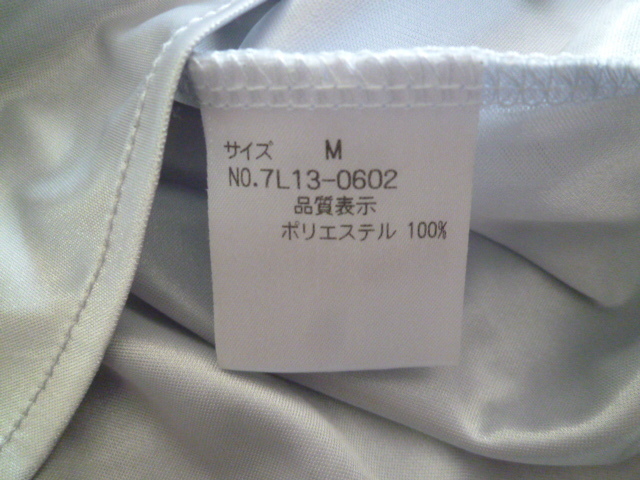 サイズ M
NO.7L13-0602
品質表示
ポリエステル 100%